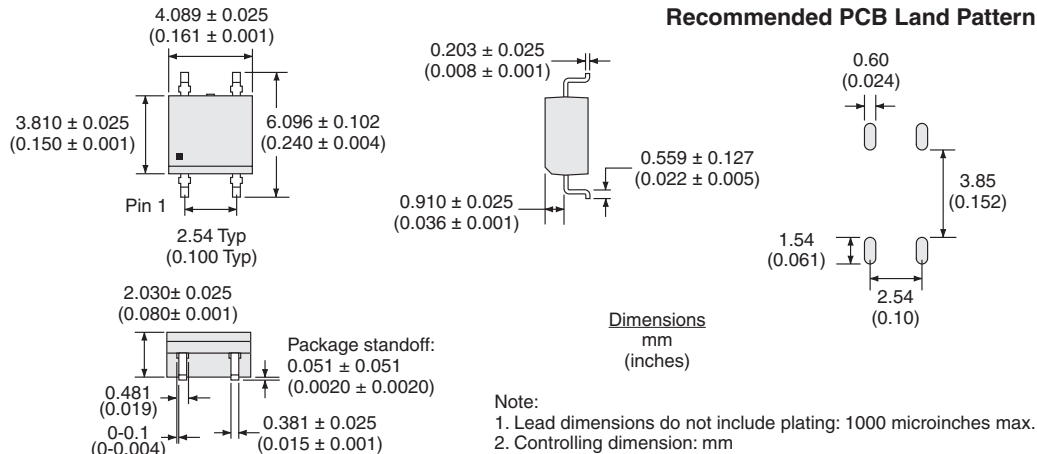 Recommended PCB Land Pattern
4.089 ± 0.025
(0.161 ± 0.001)
3.810 ± 0.025
(0.150 ± 0.001)
6.096 ± 0.102
(0.240 ± 0.004)
Pin 1
2.54 Typ
(0.100 Typ)
0.203 ± 0.025
(0.008 ± 0.001)
0.559 ± 0.127
(0.022 ± 0.005)
0.910 ± 0.025
(0.036 ± 0.001)
0.60
(0.024)
3.85
(0.152)
1.54
(0.061)
2.54
(0.10)
2.030± 0.025
(0.080± 0.001)
Package standoff:
0.051 ± 0.051
(0.0020 ± 0.0020)
0.481
(0.019)
0-0.1
(0-0.004)
0.381 ± 0.025
(0.015 ± 0.001)
Dimensions
mm
(inches)
Note:
1. Lead dimensions do not include plating: 1000 microinches max.
2. Controlling dimension: mm